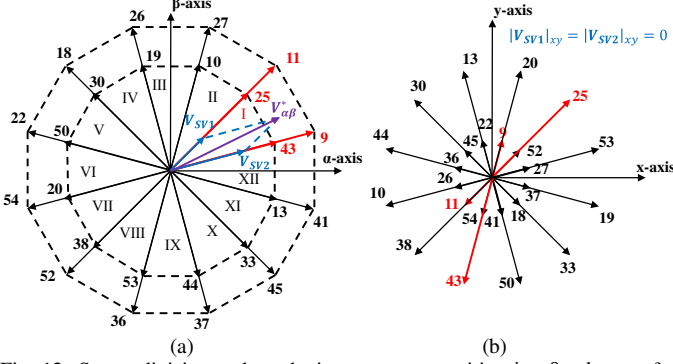 β-axis
26
27
18
19
10
11
III
II
IV
30
25
I
V*αβ
22
50
V
V_SV1
9
43
V_SV2
α-axis
VI
XII
54
20
VII
XI
13
41
VIII
IX
X
38
33
52
53
44
45
36
37
(a)
y-axis
|V_SV1|xy = |V_SV2|xy = 0
13
20
30
25
22
9
44
45
52
53
36
27
x-axis
26
37
10
11
19
54
41
18
38
33
43
50
(b)